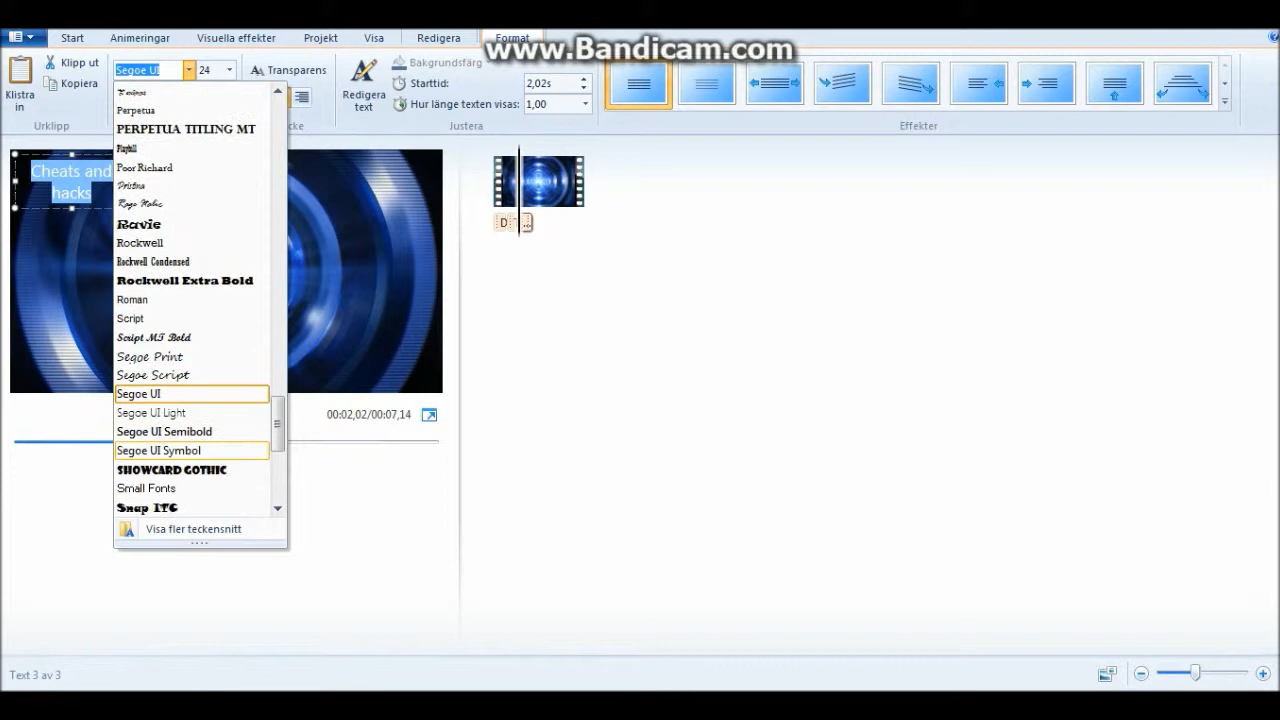 www.Bandicam.com
Start Animeringar Visuella effekter Projekt Visa Redigera Format
Klistra in
Klipp ut
Kopiera
Urklipp
Segoe UI 24 Transparens
Redigera text
Bakgrundsfärg
Starttid: 2,02s
Hur länge texten visas: 1,00
Justera
Effekter
Perpetua
PERPETUA TITLING MT
Playbill
Poor Richard
Pristina
Rage Italic
Ravie
Rockwell
Rockwell Condensed
Rockwell Extra Bold
Roman
Script
Script MT Bold
Segoe Print
Segoe Script
Segoe UI
Segoe UI Light
Segoe UI Semibold
Segoe UI Symbol
SHOWCARD GOTHIC
Small Fonts
Snap ITC
Visa fler teckensnitt
Cheats and
hacks
00:02,02/00:07,14
D
Text 3 av 3